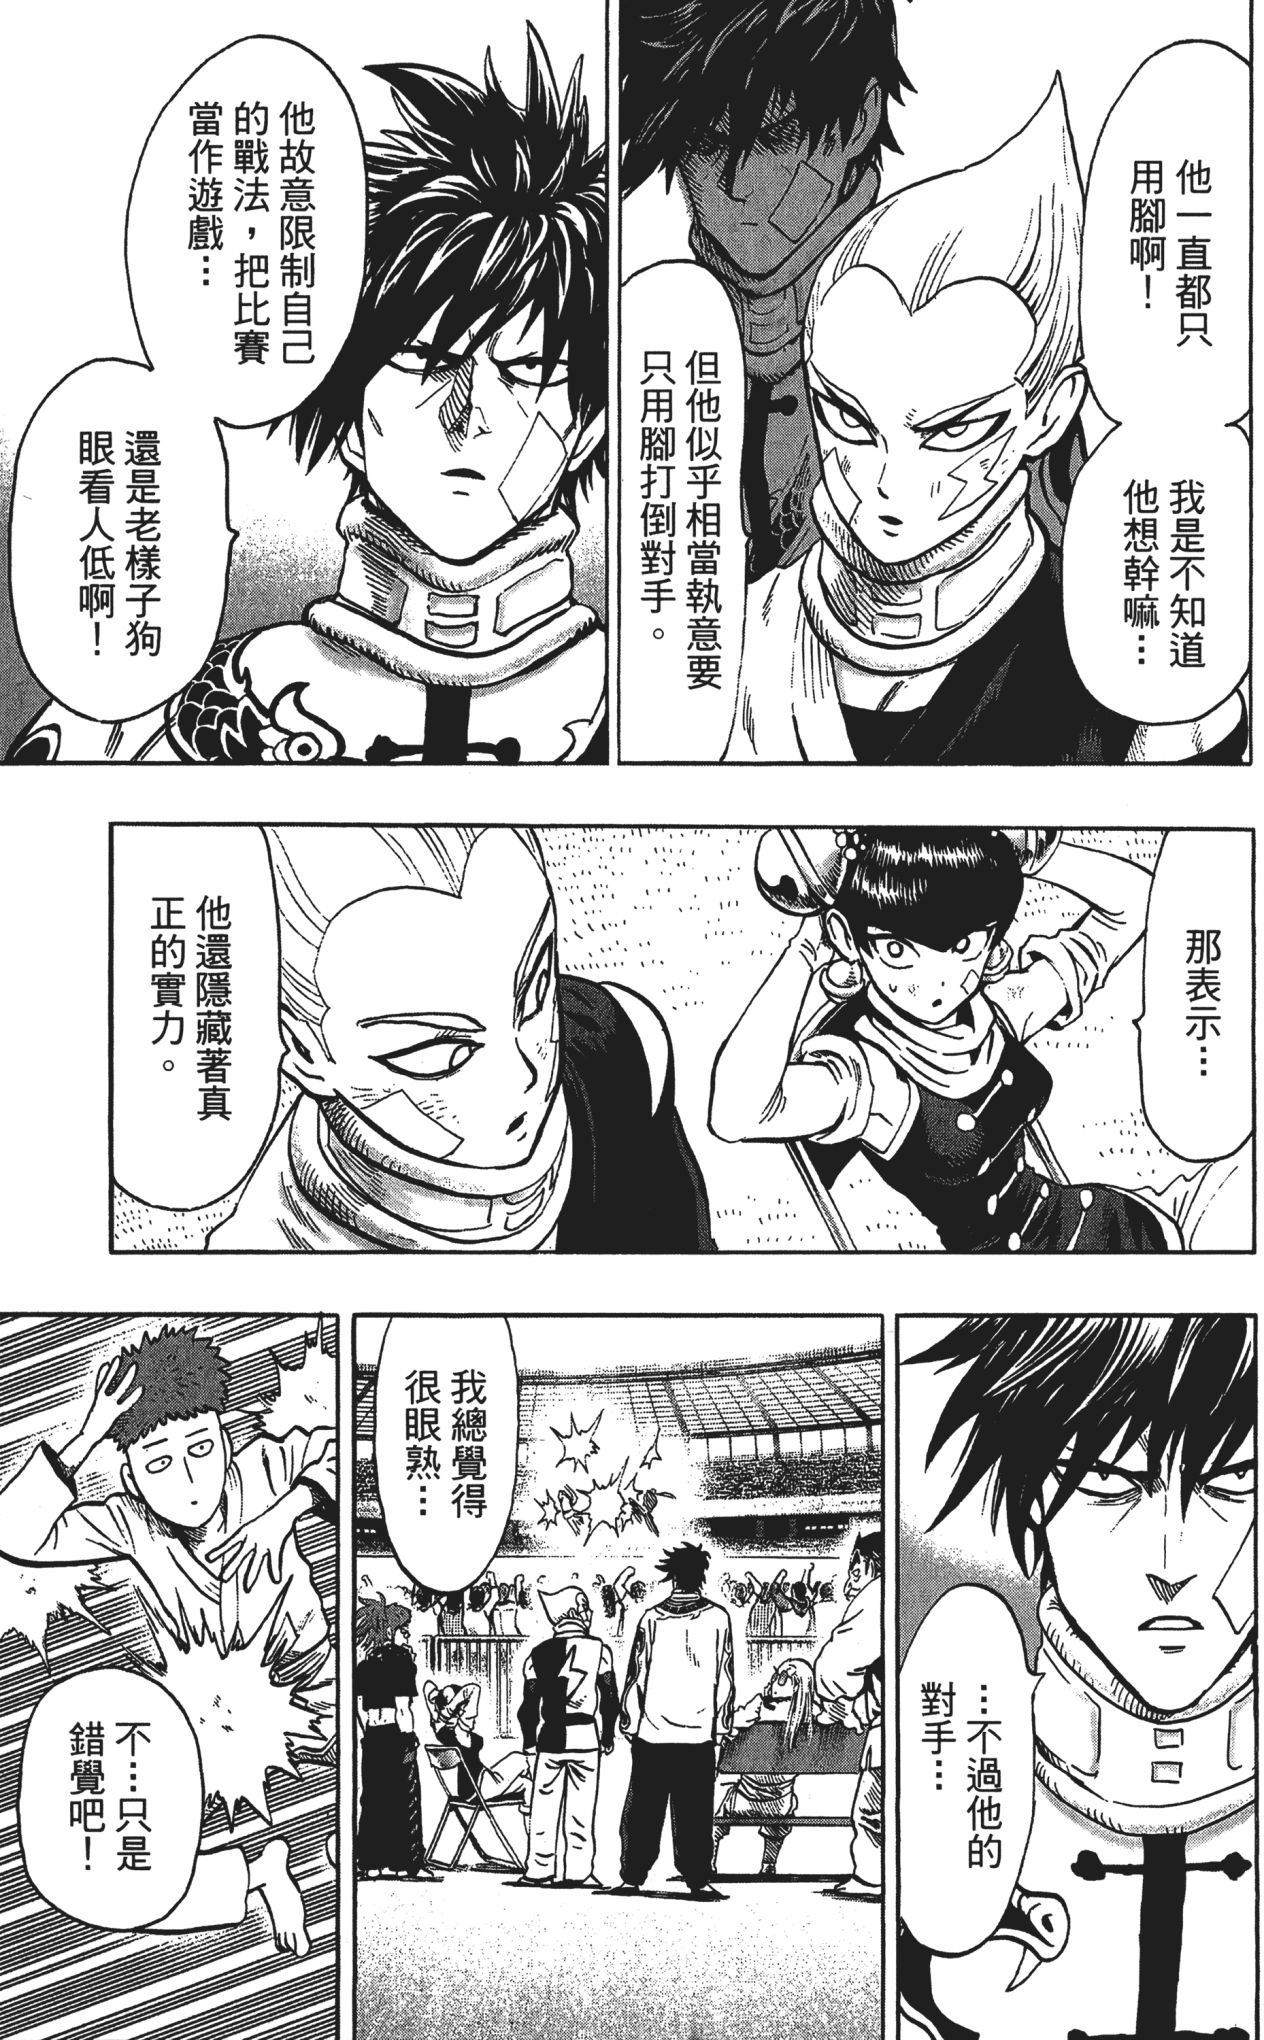 他一直都只
用腳啊！
我是不知道
他想幹嘛…
但他似乎相當執意要
只用腳打倒對手。
他故意限制自己
的戰法，把比賽
當作遊戲…
還是老樣子狗
眼看人低啊！
那表示…
他還隱藏著真
正的實力。
…不過他的
對手…
我總覺得
很眼熟…
不…只是
錯覺吧！